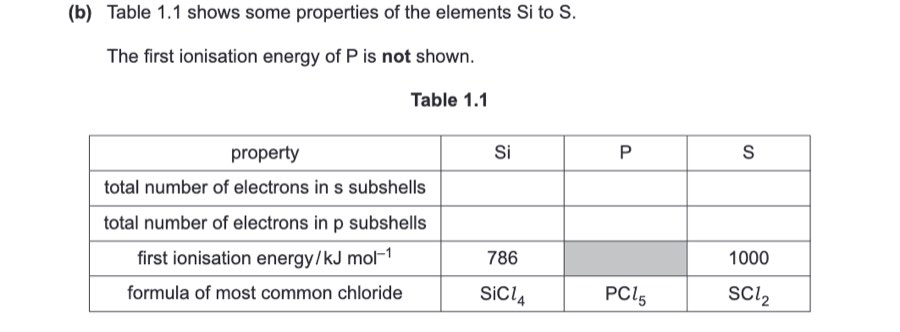 (b) Table 1.1 shows some properties of the elements Si to S.
The first ionisation energy of P is not shown.
Table 1.1
property Si P S
total number of electrons in s subshells
total number of electrons in p subshells
first ionisation energy/kJ mol⁻¹ 786 1000
formula of most common chloride SiCl₄ PCl₅ SCl₂